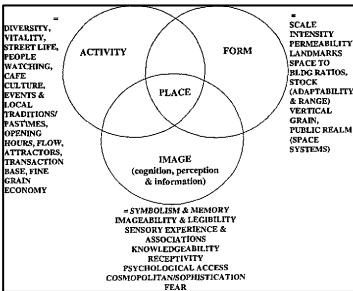 =
DIVERSITY,
VITALITY,
STREET LIFE,
PEOPLE
WATCHING,
CAFE
CULTURE,
EVENTS &
LOCAL
TRADITIONS/
PASTIMES,
OPENING
HOURS, FLOW,
ATTRACTORS,
TRANSACTION
BASE, FINE
GRAIN
ECONOMY
ACTIVITY
FORM
PLACE
IMAGE
(cognition, perception
& information)
=
SCALE
INTENSITY
PERMEABILITY
LANDMARKS
SPACE TO
BLDG RATIOS,
STOCK
(ADAPTABILITY
& RANGE)
VERTICAL
GRAIN,
PUBLIC REALM
(SPACE
SYSTEMS)
= SYMBOLISM & MEMORY
IMAGEABILITY & LEGIBILITY
SENSORY EXPERIENCE &
ASSOCIATIONS
KNOWLEDGEABILITY
RECEPTIVITY
PSYCHOLOGICAL ACCESS
COSMOPOLITAN/SOPHISTICATION
FEAR